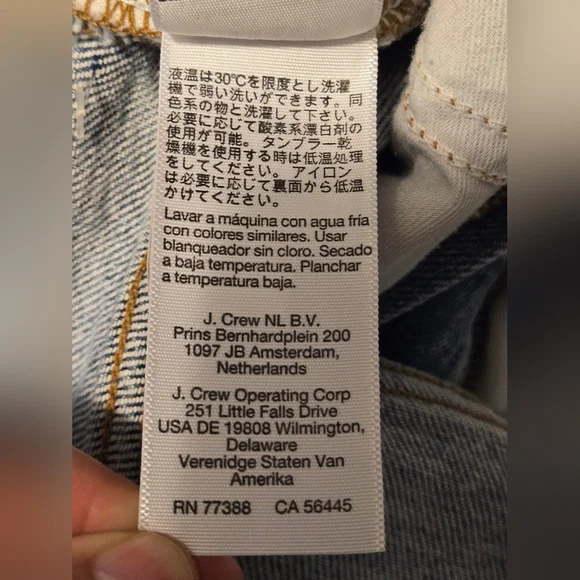 液温は30℃を限度とし洗濯
機で弱い洗いができます。同
色系の物と洗濯して下さい。
必要に応じて酸素系漂白剤の
使用が可能。タンブラー乾
燥機を使用する時は低温処理
をしてください。アイロン
は必要に応じて裏面から低温
かけてください。
Lavar a máquina con agua fría
con colores similares. Usar
blanqueador sin cloro. Secado
a baja temperatura. Planchar
a temperatura baja.
J. Crew NL B.V.
Prins Bernhardplein 200
1097 JB Amsterdam,
Netherlands
J. Crew Operating Corp
251 Little Falls Drive
USA DE 19808 Wilmington,
Delaware
Verenidge Staten Van
Amerika
RN 77388 CA 56445